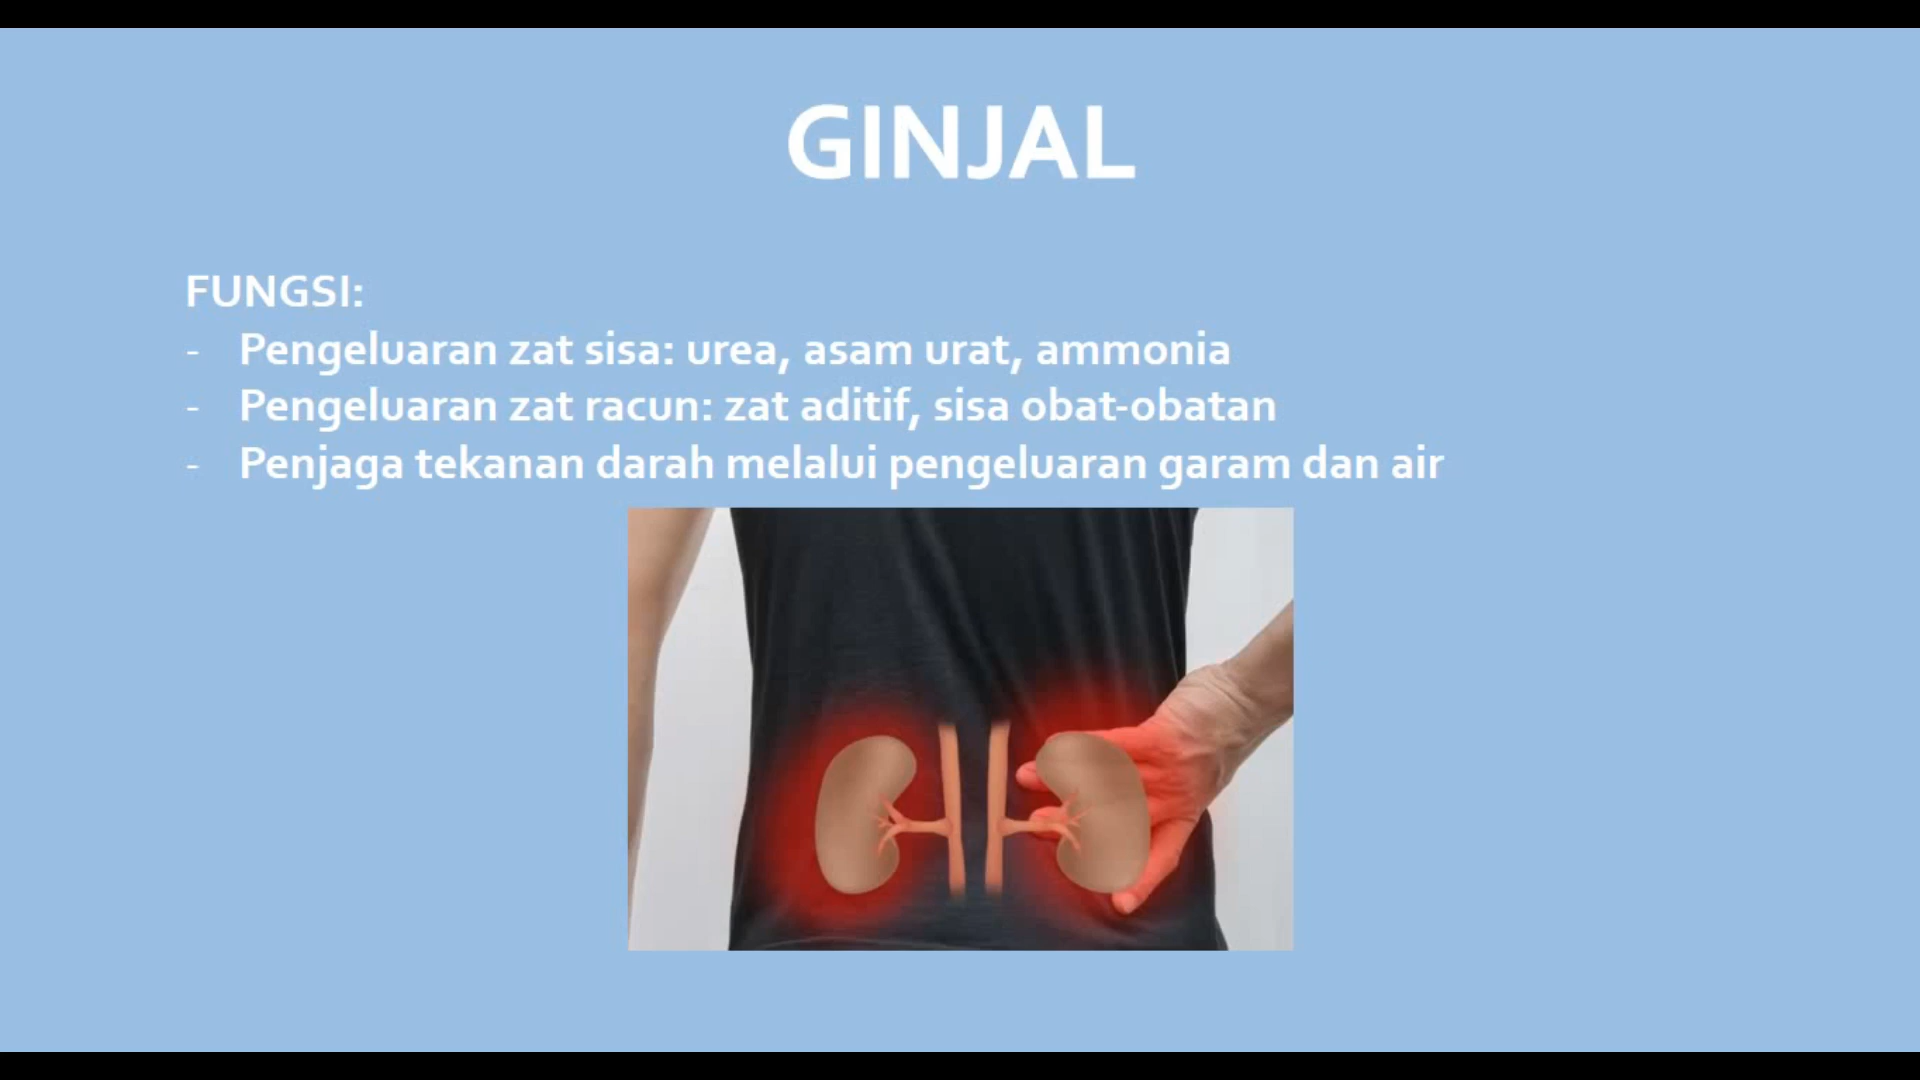 GINJAL
FUNGSI:
- Pengeluaran zat sisa: urea, asam urat, ammonia
- Pengeluaran zat racun: zat aditif, sisa obat-obatan
- Penjaga tekanan darah melalui pengeluaran garam dan air